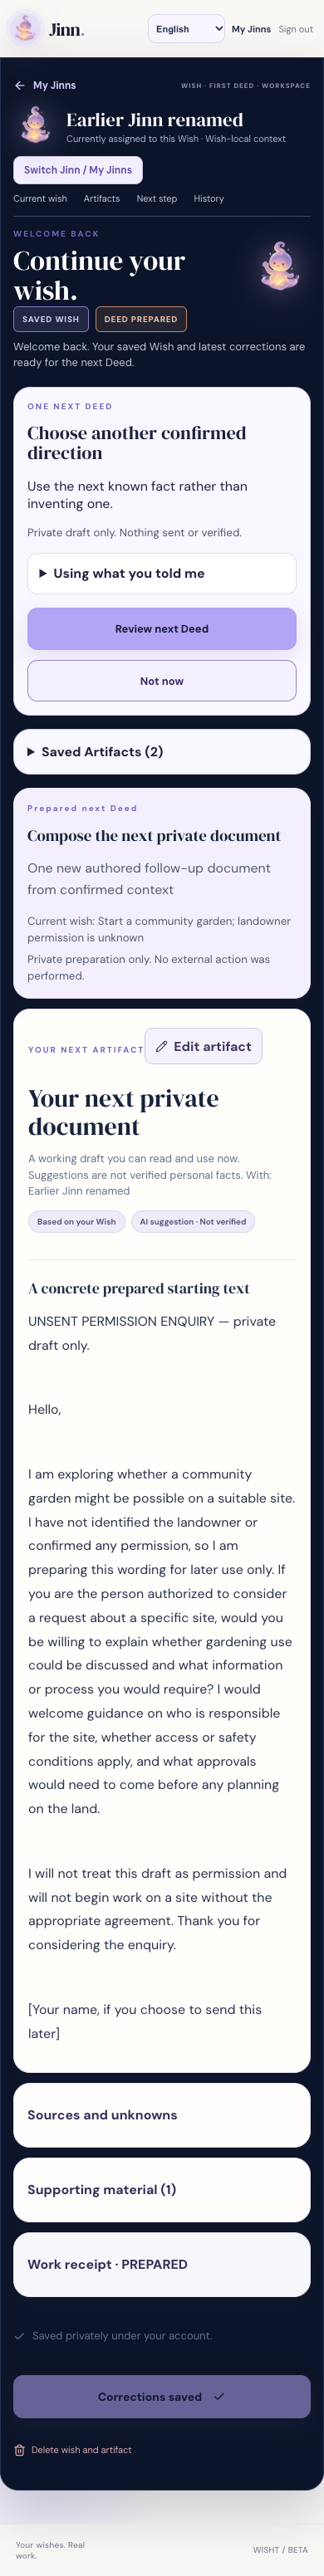 Jinn.
English
My Jinns
Sign out
My Jinns
WISH · FIRST DEED · WORKSPACE
Earlier Jinn renamed
Currently assigned to this Wish · Wish-local context
Switch Jinn / My Jinns
Current wish
Artifacts
Next step
History
WELCOME BACK
Continue your
wish.
SAVED WISH
DEED PREPARED
Welcome back. Your saved Wish and latest corrections are
ready for the next Deed.
ONE NEXT DEED
Choose another confirmed
direction
Use the next known fact rather than
inventing one.
Private draft only. Nothing sent or verified.
Using what you told me
Review next Deed
Not now
Saved Artifacts (2)
Prepared next Deed
Compose the next private document
One new authored follow-up document
from confirmed context
Current wish: Start a community garden; landowner
permission is unknown
Private preparation only. No external action was
performed.
YOUR NEXT ARTIFACT
Edit artifact
Your next private
document
A working draft you can read and use now.
Suggestions are not verified personal facts. With:
Earlier Jinn renamed
Based on your Wish
AI suggestion · Not verified
A concrete prepared starting text
UNSENT PERMISSION ENQUIRY — private
draft only.
Hello,
I am exploring whether a community
garden might be possible on a suitable site.
I have not identified the landowner or
confirmed any permission, so I am
preparing this wording for later use only. If
you are the person authorized to consider
a request about a specific site, would you
be willing to explain whether gardening use
could be discussed and what information
or process you would require? I would
welcome guidance on who is responsible
for the site, whether access or safety
conditions apply, and what approvals
would need to come before any planning
on the land.
I will not treat this draft as permission and
will not begin work on a site without the
appropriate agreement. Thank you for
considering the enquiry.
[Your name, if you choose to send this
later]
Sources and unknowns
Supporting material (1)
Work receipt · PREPARED
Saved privately under your account.
Corrections saved
Delete wish and artifact
Your wishes. Real
work.
WISHT / BETA